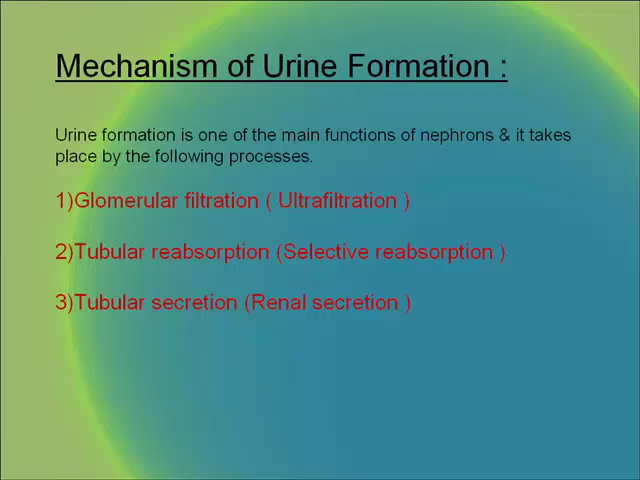 Mechanism of Urine Formation :
Urine formation is one of the main functions of nephrons & it takes
place by the following processes.
1)Glomerular filtration ( Ultrafiltration )
2)Tubular reabsorption (Selective reabsorption )
3)Tubular secretion (Renal secretion )